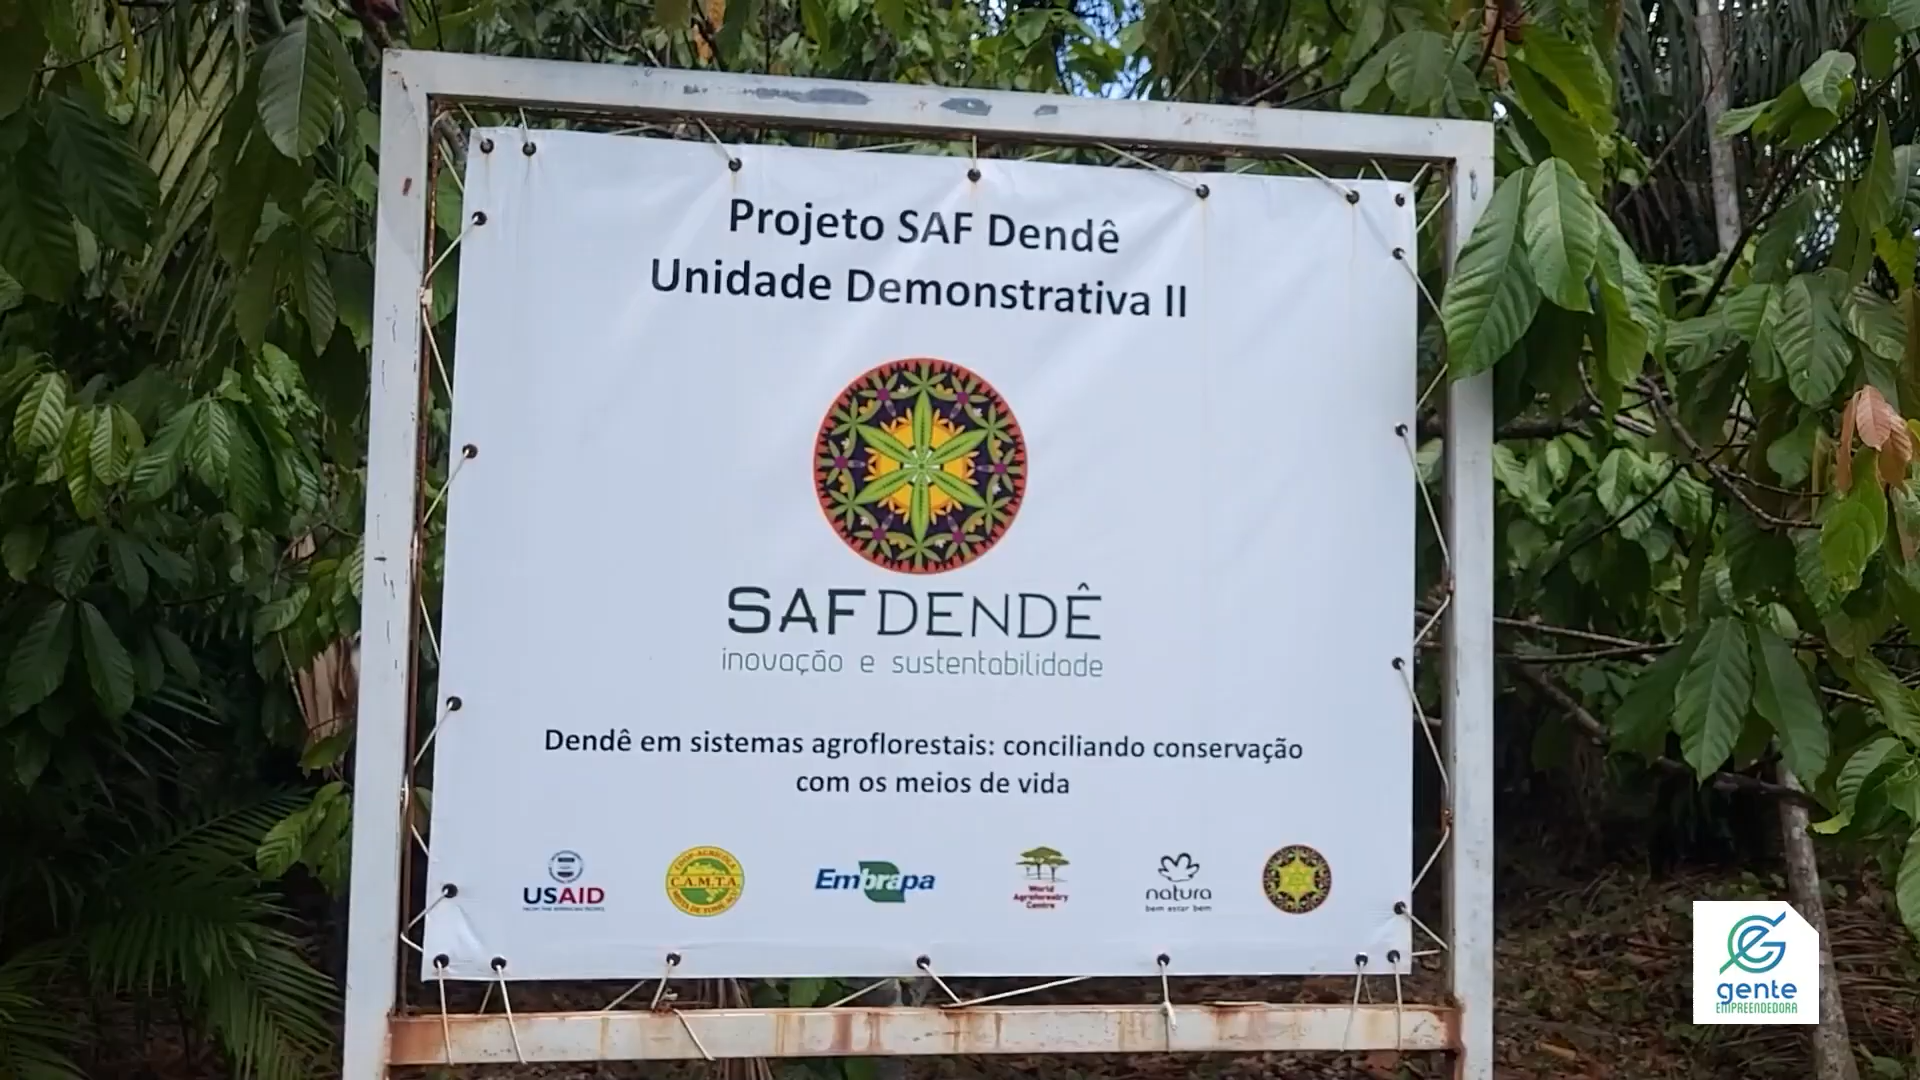 Projeto SAF Dendê
Unidade Demonstrativa II
SAF DENDÊ
inovação e sustentabilidade
Dendê em sistemas agroflorestais: conciliando conservação
com os meios de vida
USAID
FROM THE AMERICAN PEOPLE
C.A.M.T.A.
Embrapa
World
Agroforestry
Centre
natura
bem estar bem
gente
EMPREENDEDORA